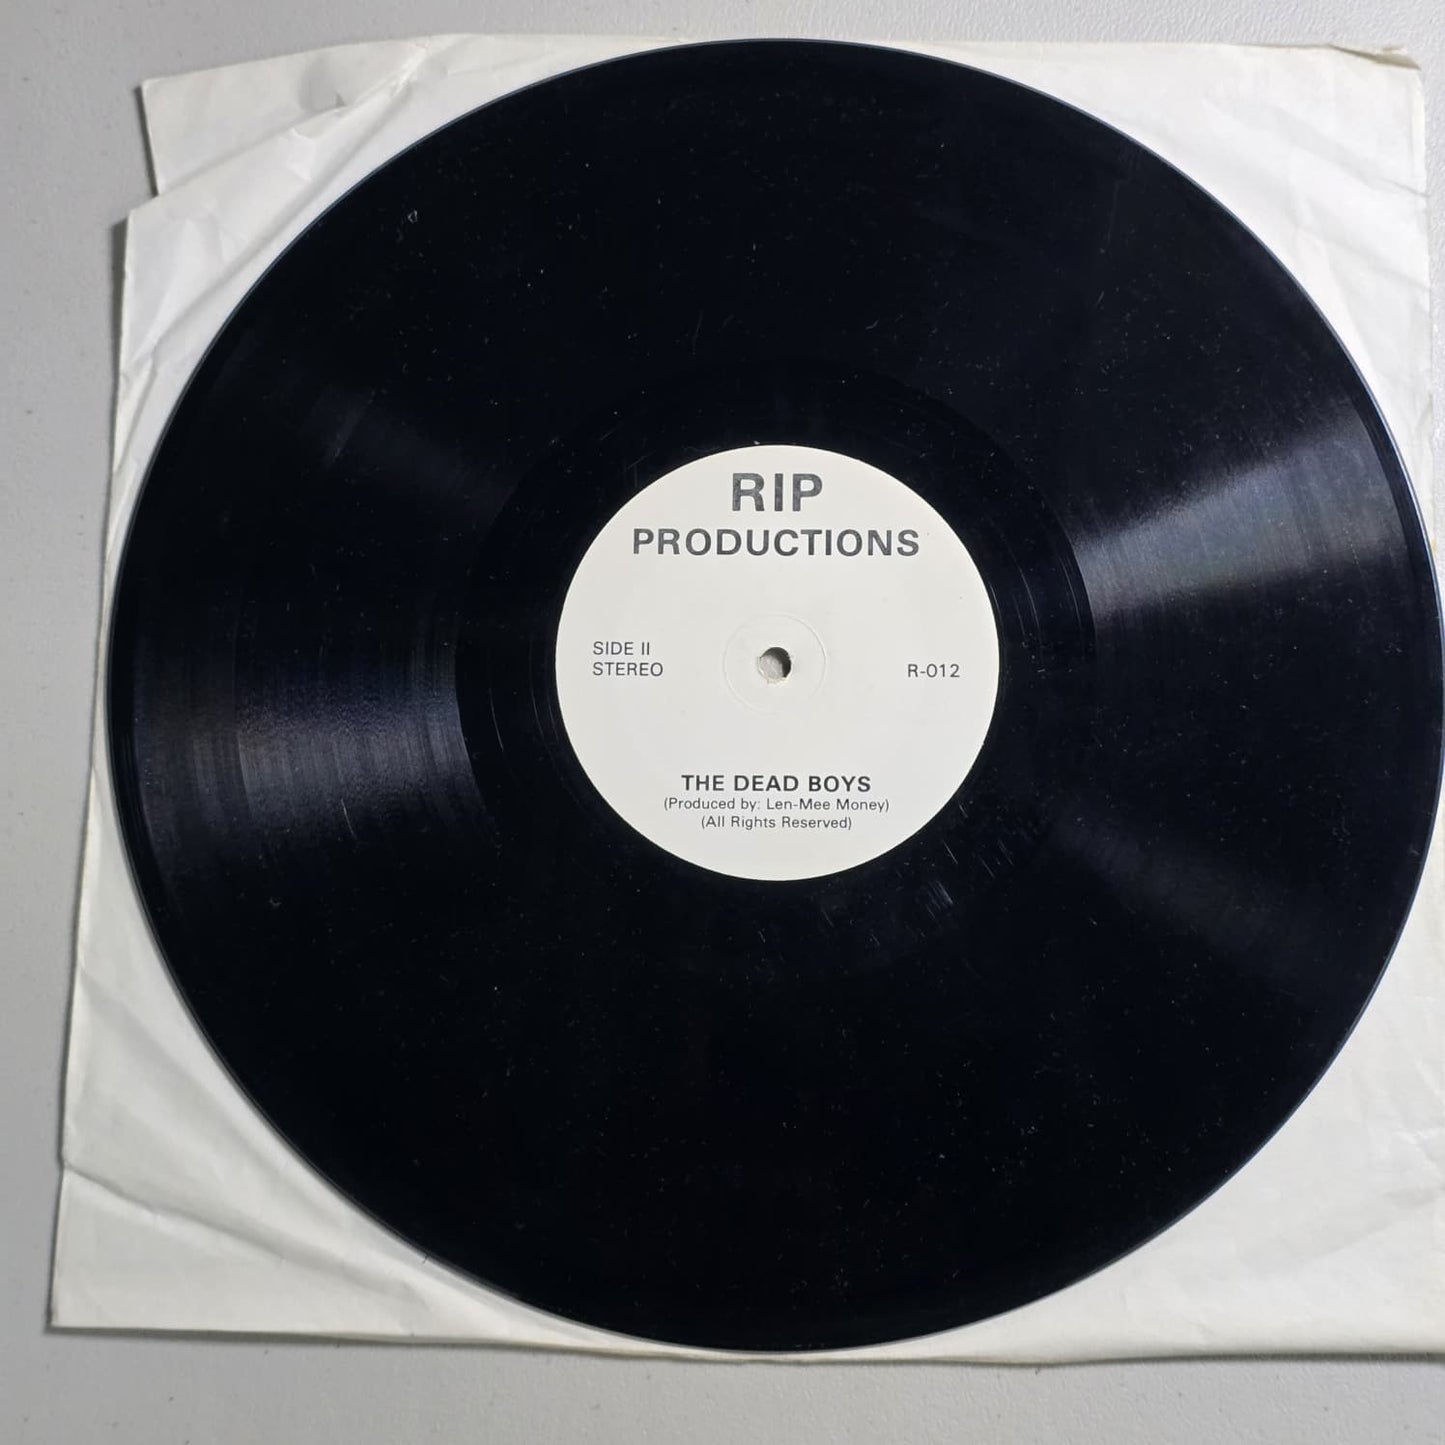 RIP
PRODUCTIONS
SIDE II
STEREO
R-012
THE DEAD BOYS
(Produced by: Len-Mee Money)
(All Rights Reserved)